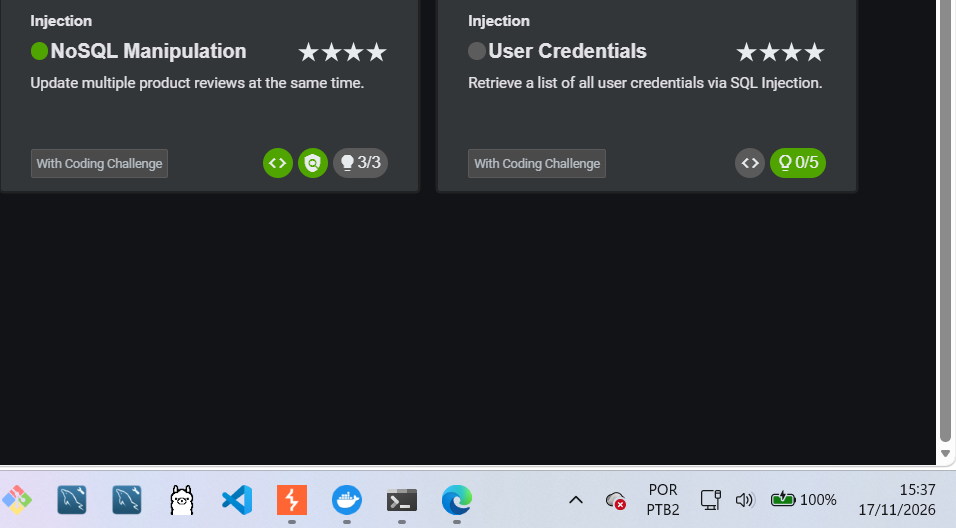 Injection
NoSQL Manipulation
Update multiple product reviews at the same time.
With Coding Challenge
3/3
Injection
User Credentials
Retrieve a list of all user credentials via SQL Injection.
With Coding Challenge
0/5
POR
PTB2
100%
15:37
17/11/2026